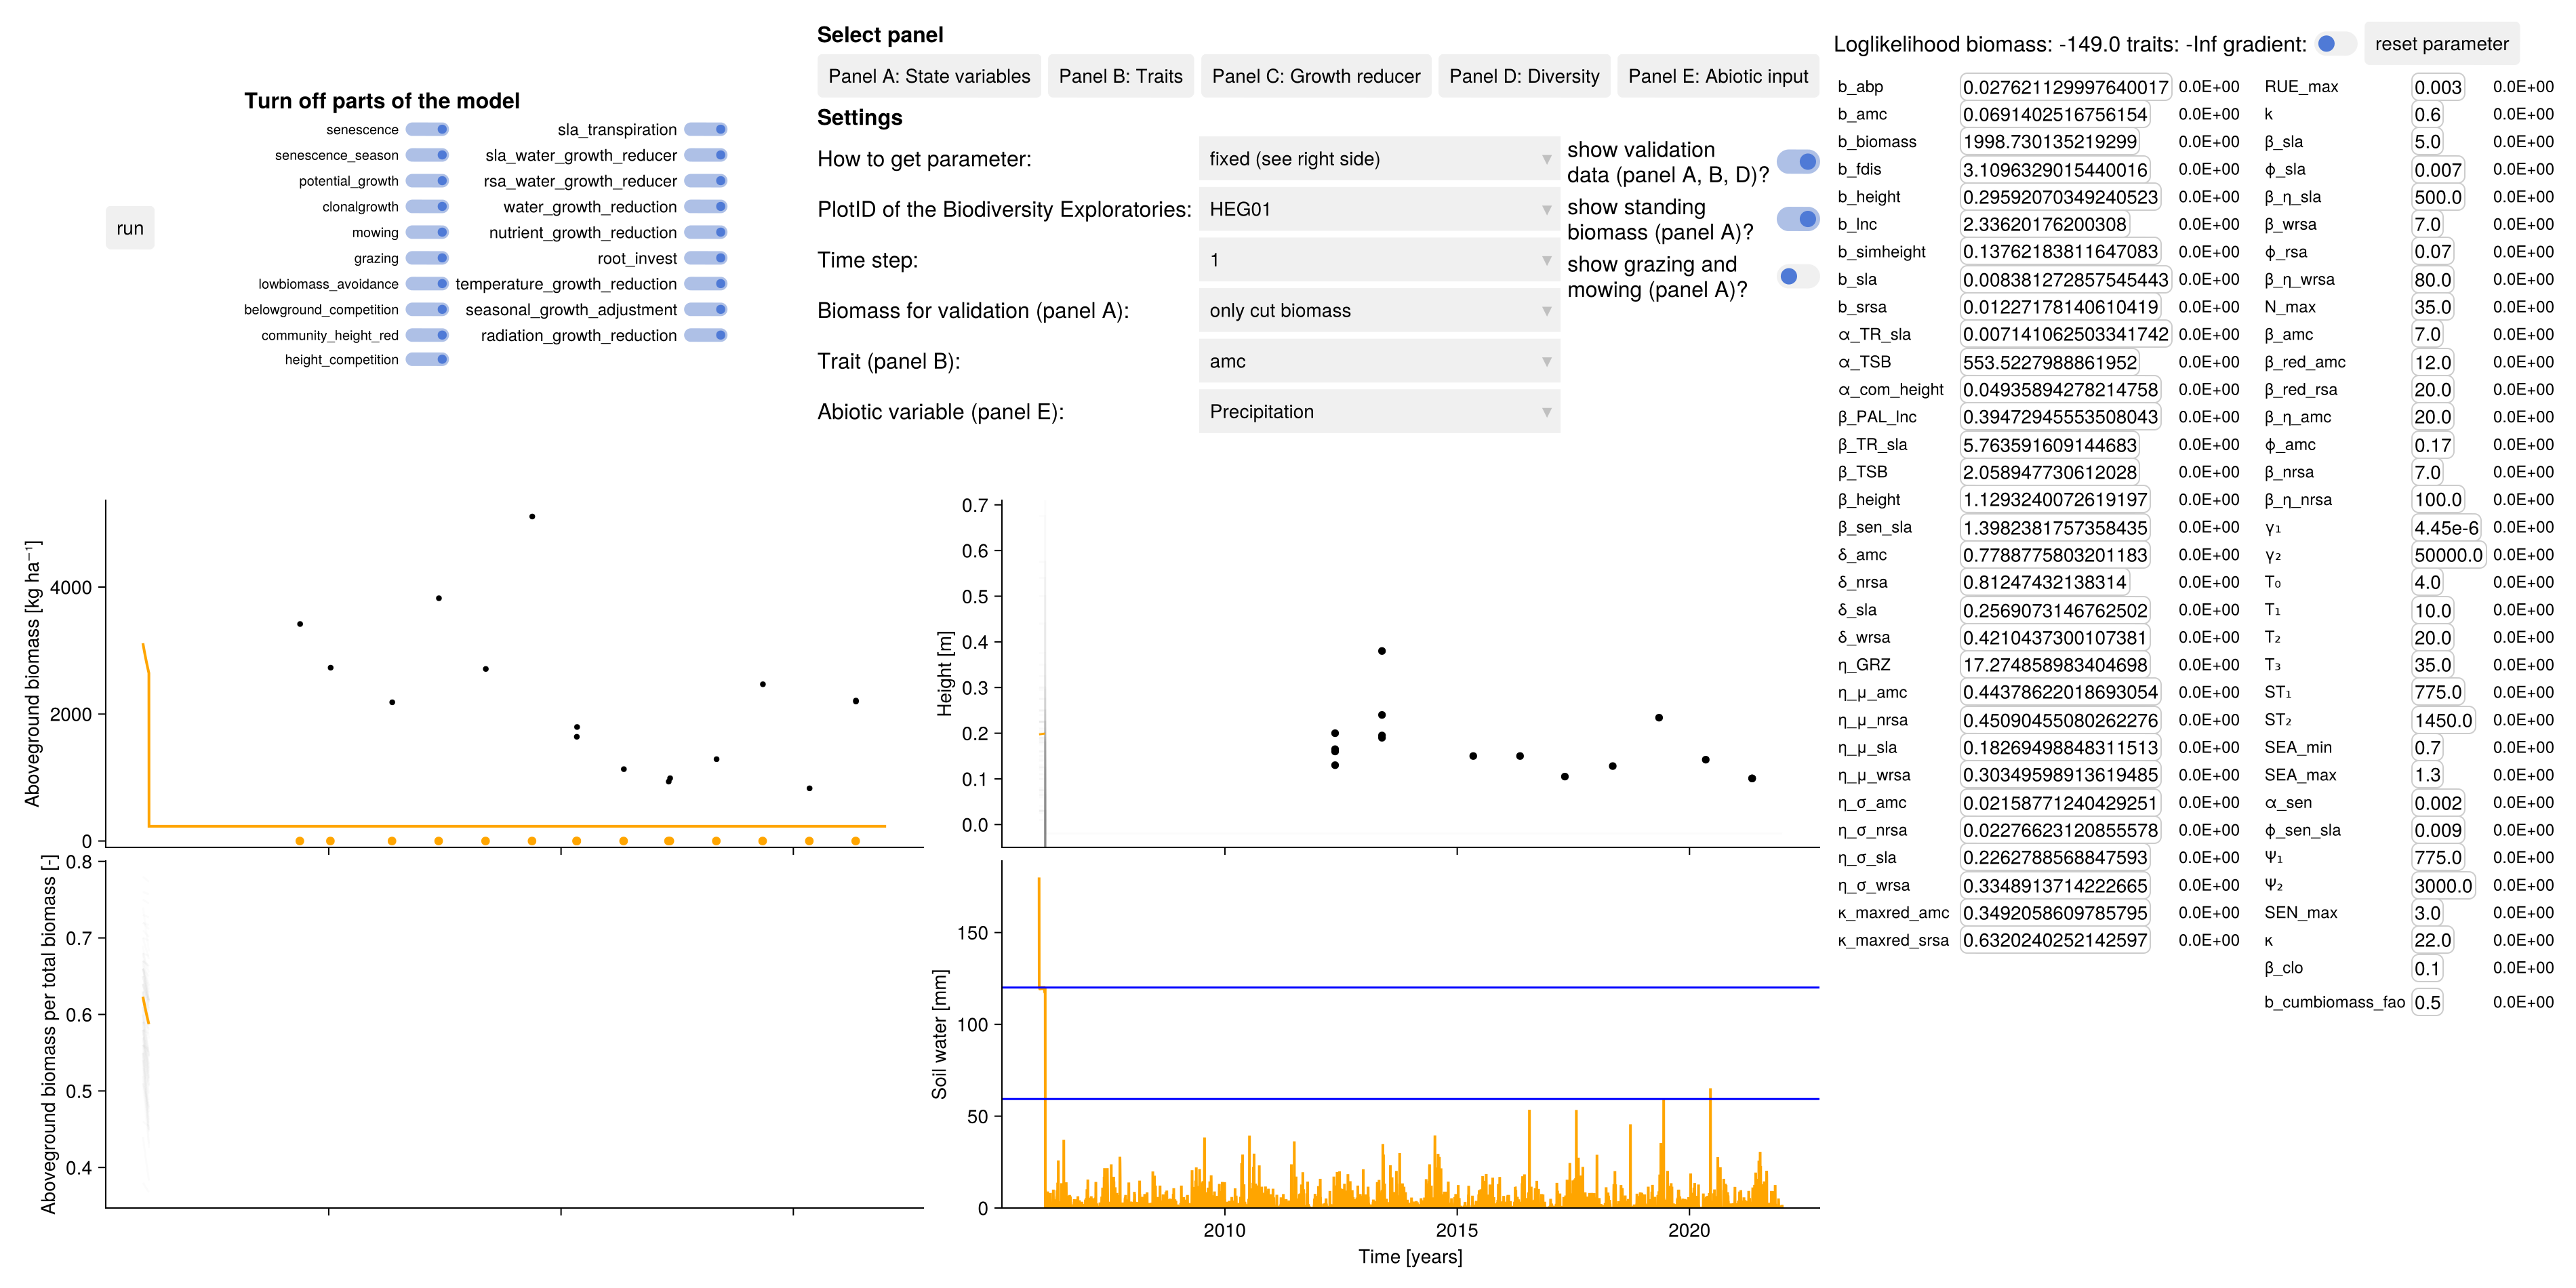 Turn off parts of the model
senescence
senescence_season
potential_growth
clonalgrowth
mowing
grazing
lowbiomass_avoidance
belowground_competition
community_height_red
height_competition
sla_transpiration
sla_water_growth_reducer
rsa_water_growth_reducer
water_growth_reduction
nutrient_growth_reduction
root_invest
temperature_growth_reduction
seasonal_growth_adjustment
radiation_growth_reduction
run
Select panel
Panel A: State variables Panel B: Traits Panel C: Growth reducer Panel D: Diversity Panel E: Abiotic input
Settings
How to get parameter: fixed (see right side)
PlotID of the Biodiversity Exploratories: HEG01
Time step: 1
Biomass for validation (panel A): only cut biomass
Trait (panel B): amc
Abiotic variable (panel E): Precipitation
show validation
data (panel A, B, D)?
show standing
biomass (panel A)?
show grazing and
mowing (panel A)?
Loglikelihood biomass: -149.0 traits: -Inf gradient: reset parameter
b_abp 0.027621129997640017 0.0E+00
b_amc 0.0691402516756154 0.0E+00
b_biomass 1998.730135219299 0.0E+00
b_fdis 3.1096329015440016 0.0E+00
b_height 0.29592070349240523 0.0E+00
b_lnc 2.33620176200308 0.0E+00
b_simheight 0.13762183811647083 0.0E+00
b_sla 0.008381272857545443 0.0E+00
b_srsa 0.01227178140610419 0.0E+00
α_TR_sla 0.007141062503341742 0.0E+00
α_TSB 553.5227988861952 0.0E+00
α_com_height 0.04935894278214758 0.0E+00
β_PAL_lnc 0.39472945553508043 0.0E+00
β_TR_sla 5.763591609144683 0.0E+00
β_TSB 2.058947730612028 0.0E+00
β_height 1.1293240072619197 0.0E+00
β_sen_sla 1.3982381757358435 0.0E+00
δ_amc 0.7788775803201183 0.0E+00
δ_nrsa 0.81247432138314 0.0E+00
δ_sla 0.2569073146762502 0.0E+00
δ_wrsa 0.4210437300107381 0.0E+00
η_GRZ 17.274858983404698 0.0E+00
η_μ_amc 0.44378622018693054 0.0E+00
η_μ_nrsa 0.45090455080262276 0.0E+00
η_μ_sla 0.18269498848311513 0.0E+00
η_μ_wrsa 0.30349598913619485 0.0E+00
η_σ_amc 0.02158771240429251 0.0E+00
η_σ_nrsa 0.02276623120855578 0.0E+00
η_σ_sla 0.2262788568847593 0.0E+00
η_σ_wrsa 0.3348913714222665 0.0E+00
κ_maxred_amc 0.3492058609785795 0.0E+00
κ_maxred_srsa 0.6320240252142597 0.0E+00
RUE_max 0.003 0.0E+00
k 0.6 0.0E+00
β_sla 5.0 0.0E+00
ϕ_sla 0.007 0.0E+00
β_η_sla 500.0 0.0E+00
β_wrsa 7.0 0.0E+00
ϕ_rsa 0.07 0.0E+00
β_η_wrsa 80.0 0.0E+00
N_max 35.0 0.0E+00
β_amc 7.0 0.0E+00
β_red_amc 12.0 0.0E+00
β_red_rsa 20.0 0.0E+00
β_η_amc 20.0 0.0E+00
ϕ_amc 0.17 0.0E+00
β_nrsa 7.0 0.0E+00
β_η_nrsa 100.0 0.0E+00
γ₁ 4.45e-6 0.0E+00
γ₂ 50000.0 0.0E+00
T₀ 4.0 0.0E+00
T₁ 10.0 0.0E+00
T₂ 20.0 0.0E+00
T₃ 35.0 0.0E+00
ST₁ 775.0 0.0E+00
ST₂ 1450.0 0.0E+00
SEA_min 0.7 0.0E+00
SEA_max 1.3 0.0E+00
α_sen 0.002 0.0E+00
ϕ_sen_sla 0.009 0.0E+00
Ψ₁ 775.0 0.0E+00
Ψ₂ 3000.0 0.0E+00
SEN_max 3.0 0.0E+00
κ 22.0 0.0E+00
β_clo 0.1 0.0E+00
b_cumbiomass_fao 0.5 0.0E+00
Aboveground biomass [kg ha⁻¹]
4000
2000
0
Height [m]
0.7
0.6
0.5
0.4
0.3
0.2
0.1
0.0
Aboveground biomass per total biomass [-]
0.8
0.7
0.6
0.5
0.4
Soil water [mm]
150
100
50
0
2010 2015 2020
Time [years]